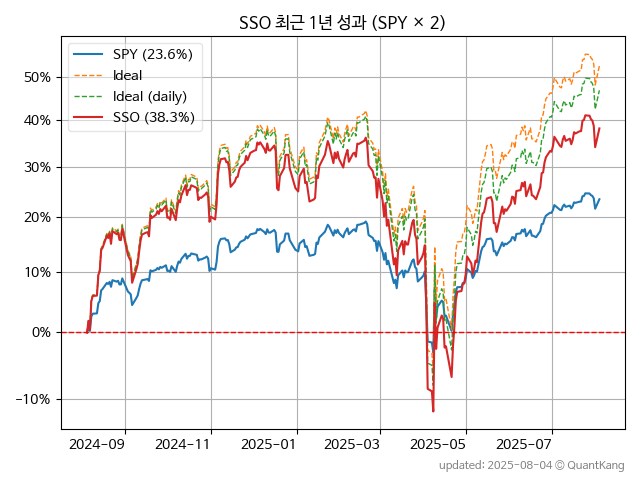 SSO 최근 1년 성과 (SPY × 2)
SPY (23.6%)
Ideal
Ideal (daily)
SSO (38.3%)
50%
40%
30%
20%
10%
0%
−10%
2024-09
2024-11
2025-01
2025-03
2025-05
2025-07
updated: 2025-08-04 © QuantKang